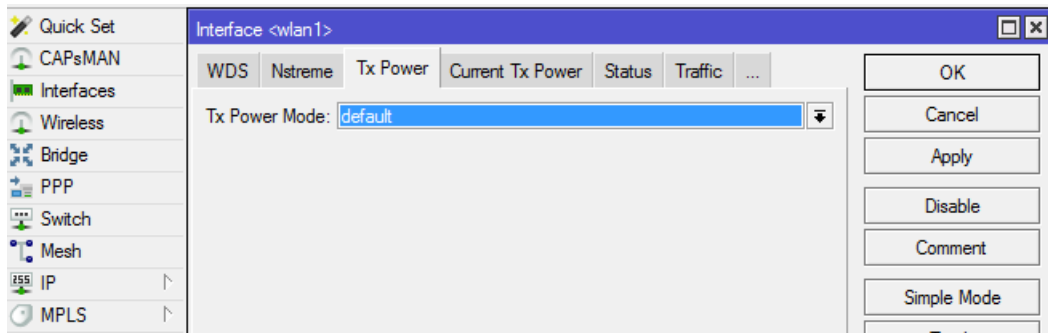 Quick Set
CAPsMAN
Interfaces
Wireless
Bridge
PPP
Switch
Mesh
255 IP
MPLS
Interface <wlan1>
WDS Nstreme Tx Power Current Tx Power Status Traffic ...
Tx Power Mode: default
OK
Cancel
Apply
Disable
Comment
Simple Mode